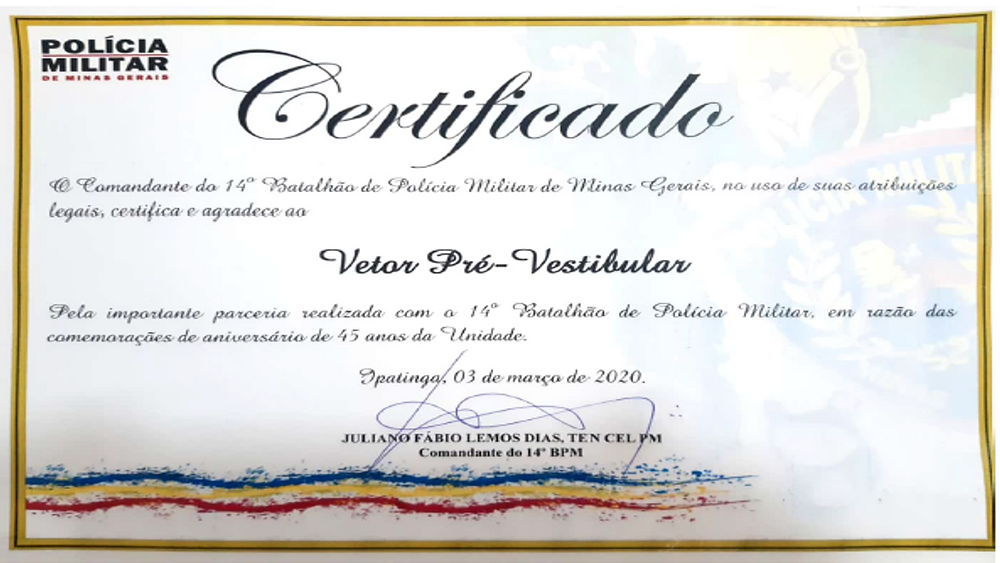 POLÍCIA
MILITAR
DE MINAS GERAIS
Certificado
O Comandante do 14º Batalhão de Polícia Militar de Minas Gerais, no uso de suas atribuições
legais, certifica e agradece ao
Vetor Pré-Vestibular
Pela importante parceria realizada com o 14º Batalhão de Polícia Militar, em razão das
comemorações de aniversário de 45 anos da Unidade.
Ipatinga, 03 de março de 2020.
JULIANO FÁBIO LEMOS DIAS, TEN CEL PM
Comandante do 14º BPM